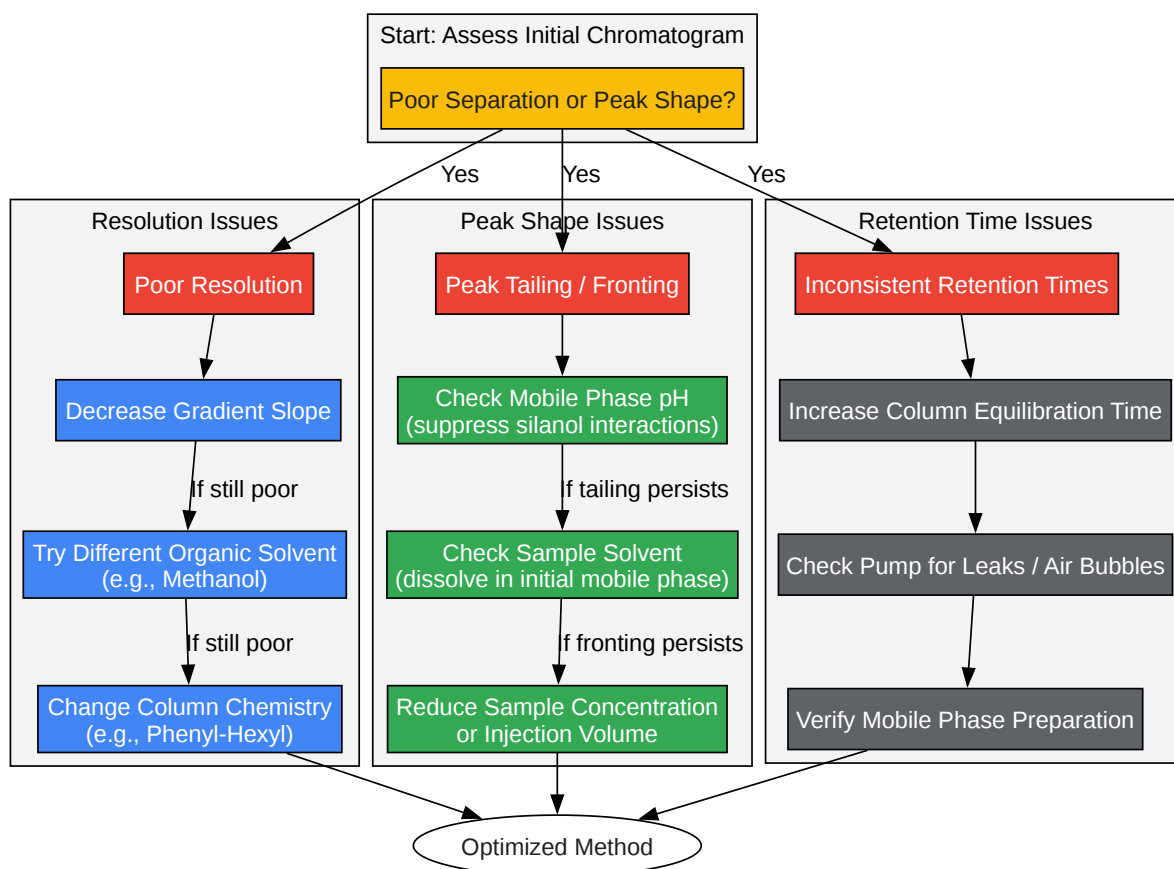 Start: Assess Initial Chromatogram
Poor Separation or Peak Shape?
Yes
Yes
Yes
Resolution Issues
Poor Resolution
Decrease Gradient Slope
If still poor
Try Different Organic Solvent
(e.g., Methanol)
If still poor
Change Column Chemistry
(e.g., Phenyl-Hexyl)
Peak Shape Issues
Peak Tailing / Fronting
Check Mobile Phase pH
(suppress silanol interactions)
If tailing persists
Check Sample Solvent
(dissolve in initial mobile phase)
If fronting persists
Reduce Sample Concentration
or Injection Volume
Retention Time Issues
Inconsistent Retention Times
Increase Column Equilibration Time
Check Pump for Leaks / Air Bubbles
Verify Mobile Phase Preparation
Optimized Method